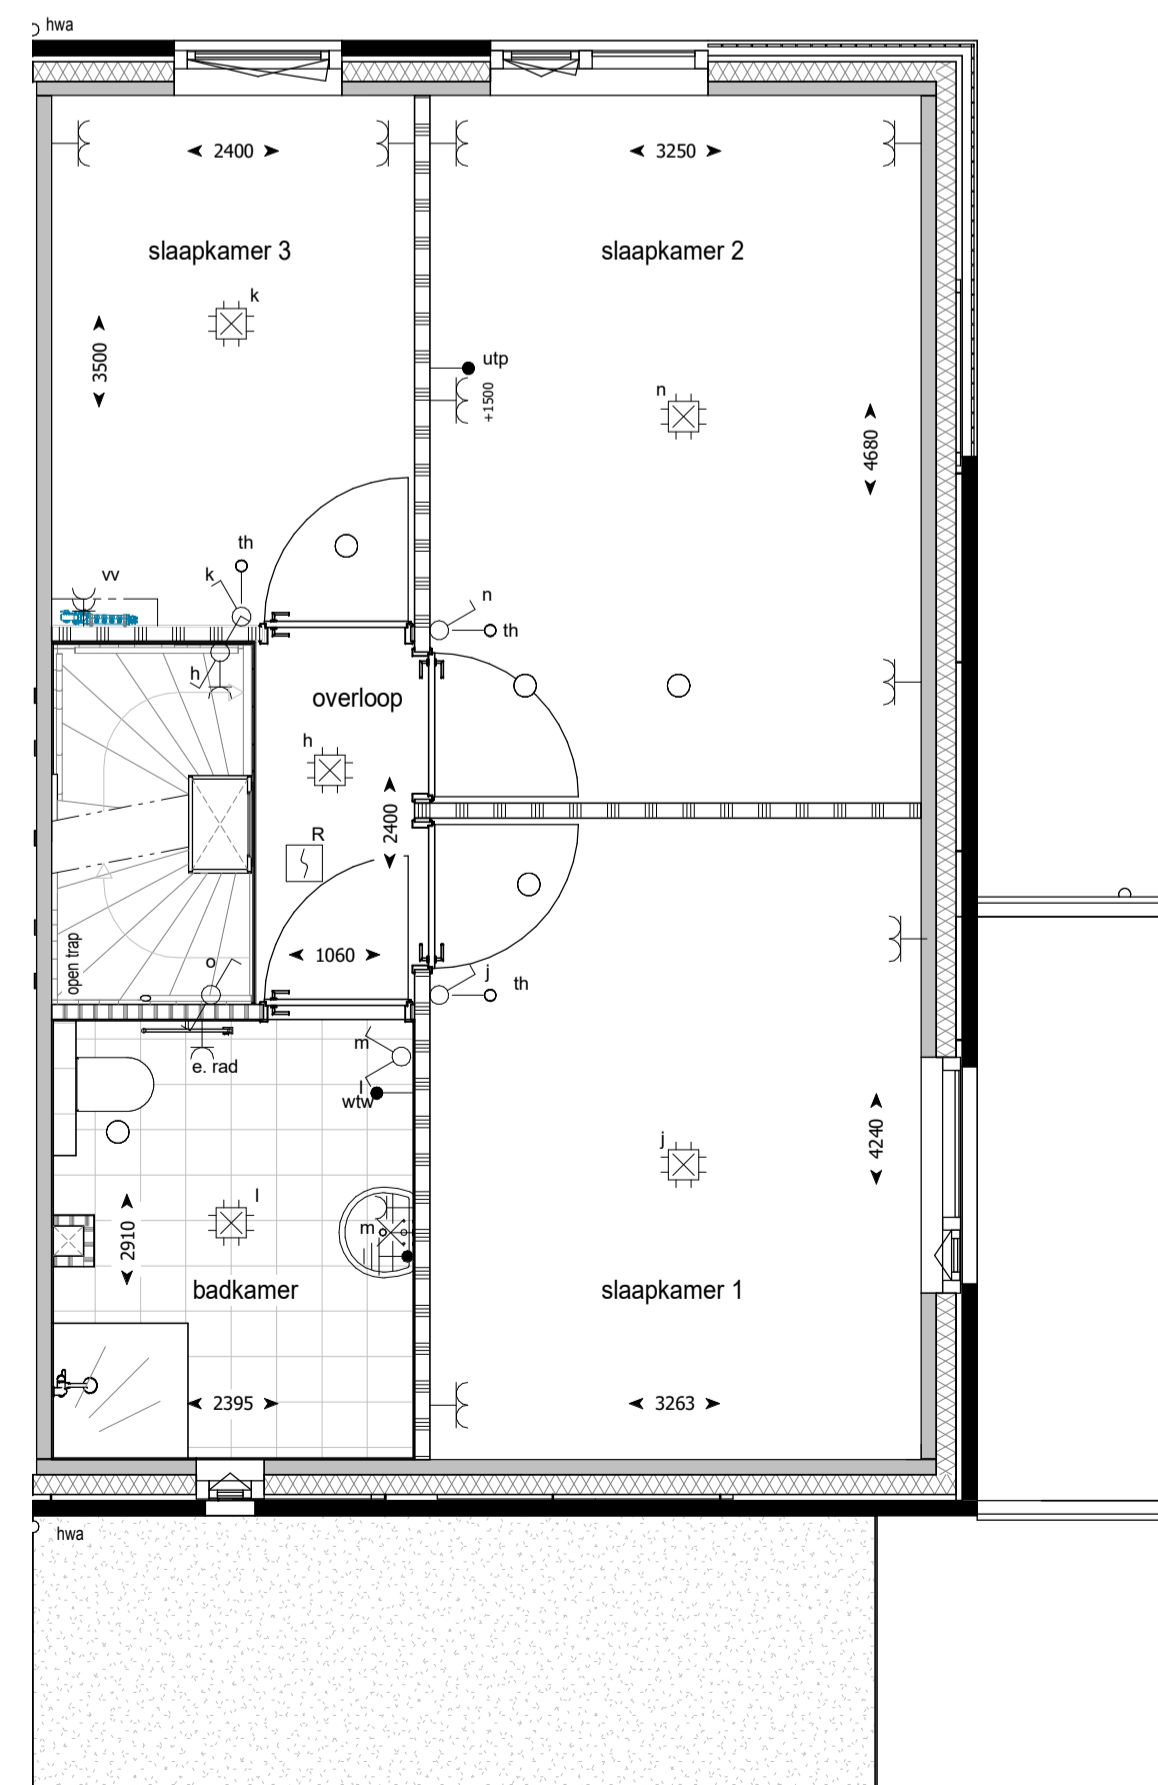 hwa
2400
3250
slaapkamer 3
slaapkamer 2
k
utp
3500
+1500
n
4680
th
k
vv
n
th
h
overloop
h
R
2400
open trap
o
1060
j
th
m
e. rad
l
wtw
j
4240
l
m
2910
badkamer
slaapkamer 1
2395
3263
hwa